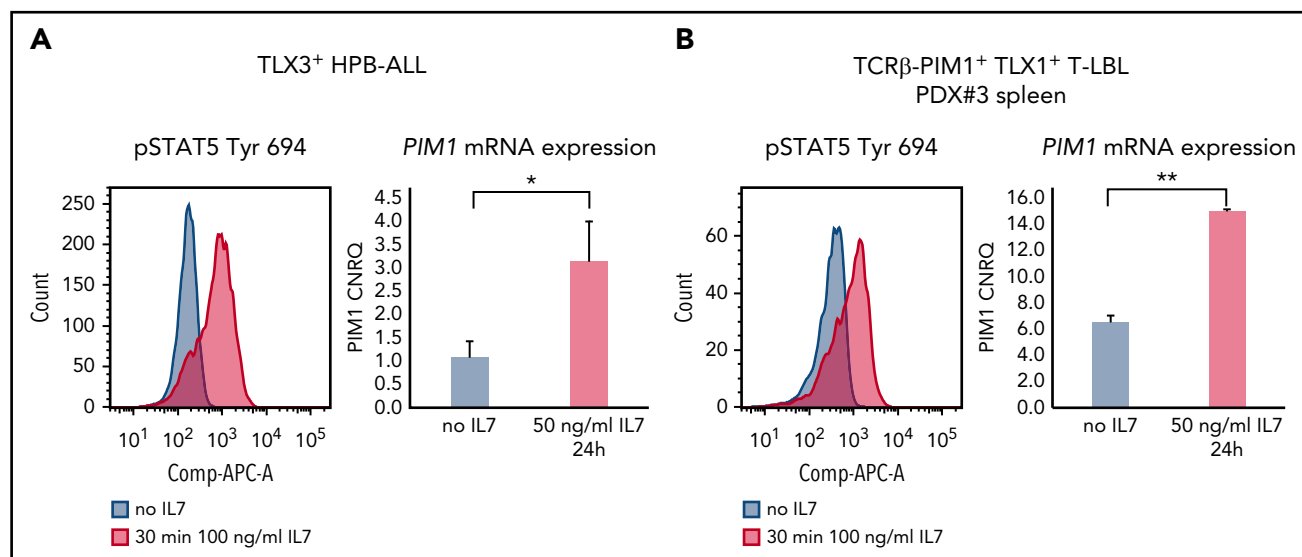 A
TLX3+ HPB-ALL
pSTAT5 Tyr 694
250
200
150
100
50
0
Count
10¹ 10² 10³ 10⁴ 10⁵
Comp-APC-A
no IL7
30 min 100 ng/ml IL7
PIM1 mRNA expression
*
4.5
4.0
3.5
3.0
2.5
2.0
1.5
1.0
0.5
0.0
PIM1 CNRQ
no IL7 50 ng/ml IL7
24h
B
TCRβ-PIM1+ TLX1+ T-LBL
PDX#3 spleen
pSTAT5 Tyr 694
60
40
20
0
Count
10¹ 10² 10³ 10⁴ 10⁵
Comp-APC-A
no IL7
30 min 100 ng/ml IL7
PIM1 mRNA expression
**
16.0
14.0
12.0
10.0
8.0
6.0
4.0
2.0
0.0
PIM1 CNRQ
no IL7 50 ng/ml IL7
24h